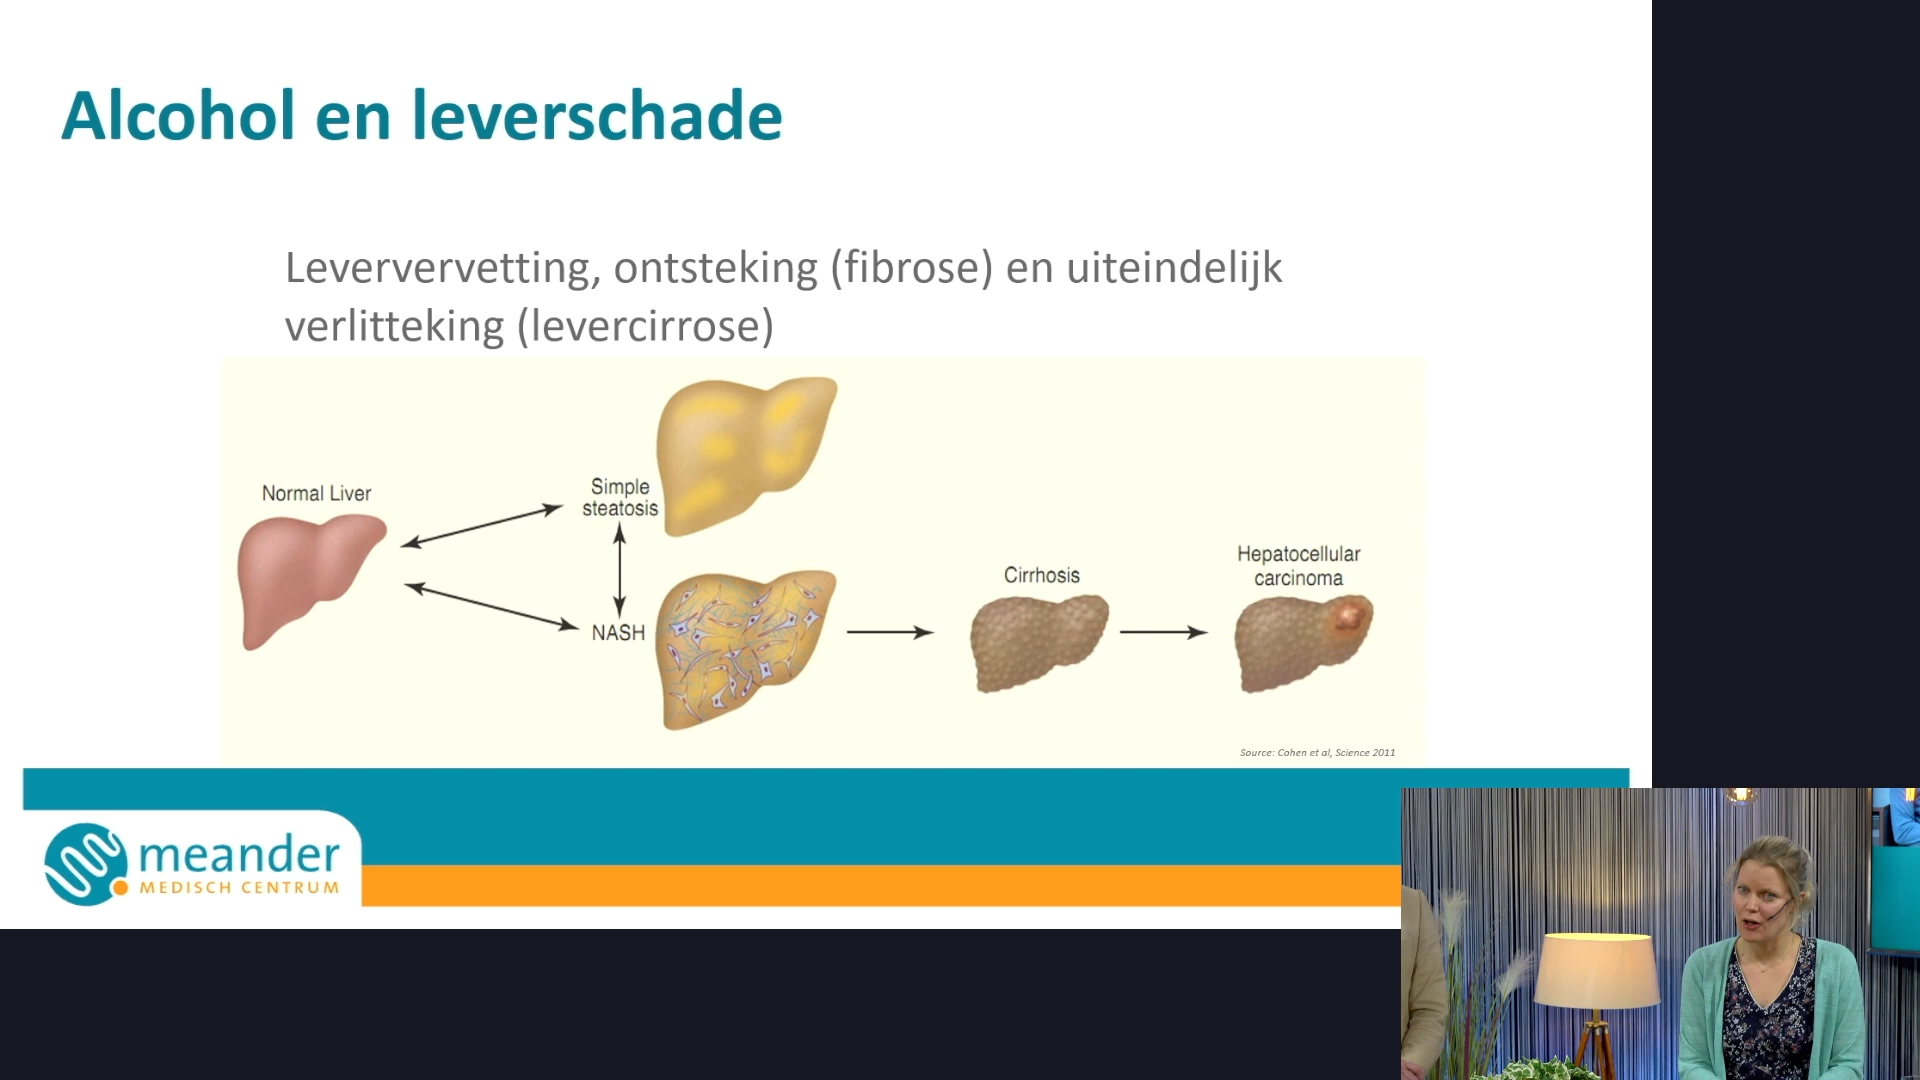 Alcohol en leverschade
Leververvetting, ontsteking (fibrose) en uiteindelijk
verlitteking (levercirrose)
Normal Liver
Simple
steatosis
NASH
Cirrhosis
Hepatocellular
carcinoma
Source: Cohen et al, Science 2011
meander
MEDISCH CENTRUM